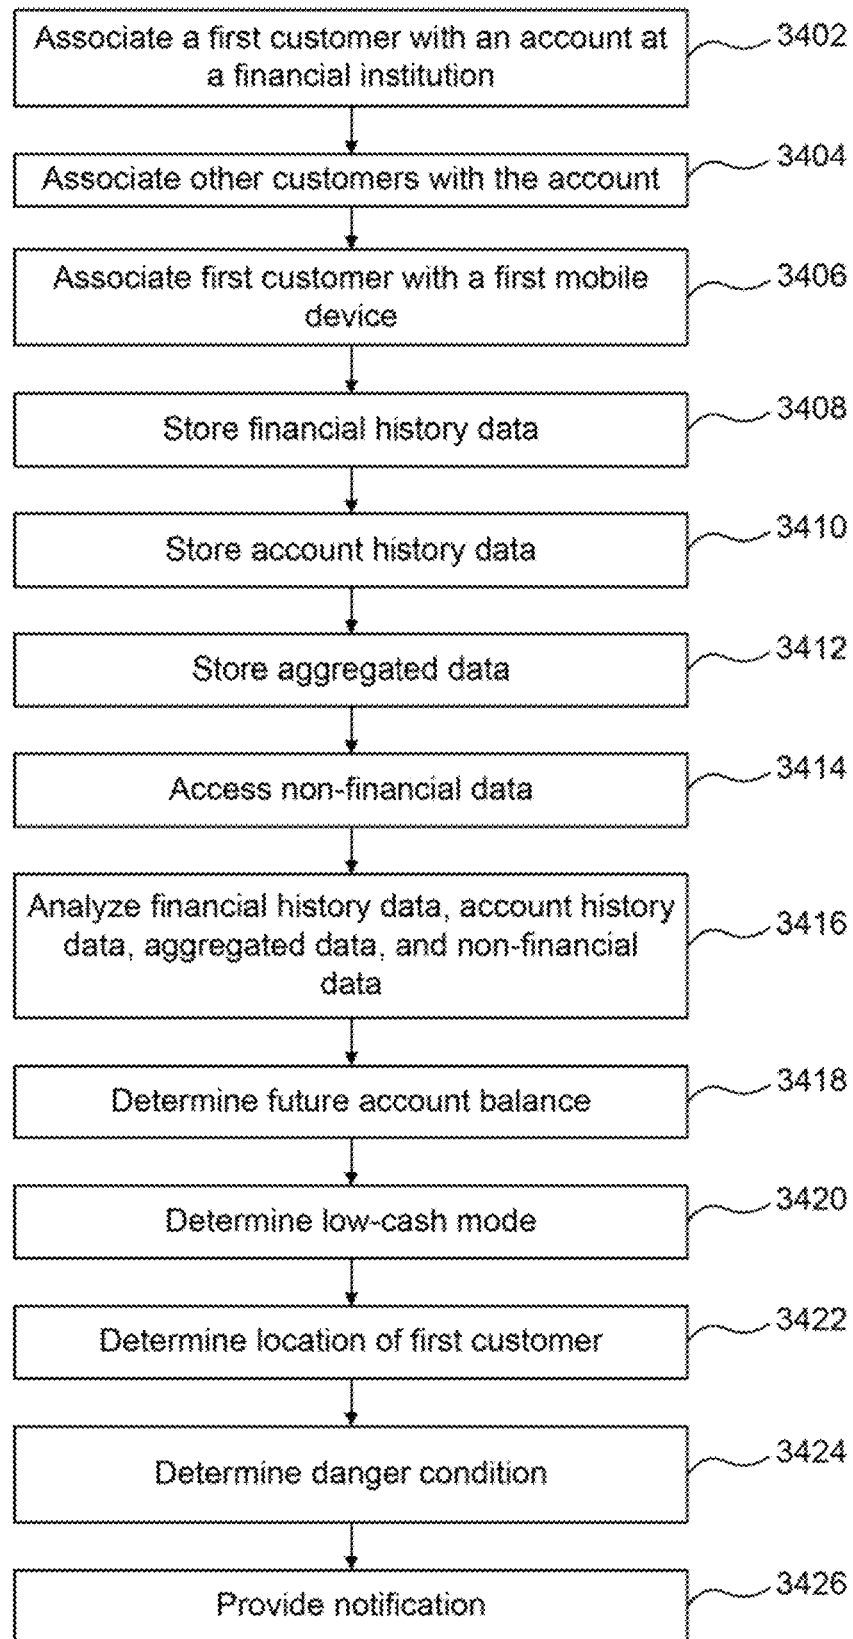 Associate a first customer with an account at
a financial institution
3402
Associate other customers with the account
3404
Associate first customer with a first mobile
device
3406
Store financial history data
3408
Store account history data
3410
Store aggregated data
3412
Access non-financial data
3414
Analyze financial history data, account history
data, aggregated data, and non-financial
data
3416
Determine future account balance
3418
Determine low-cash mode
3420
Determine location of first customer
3422
Determine danger condition
3424
Provide notification
3426